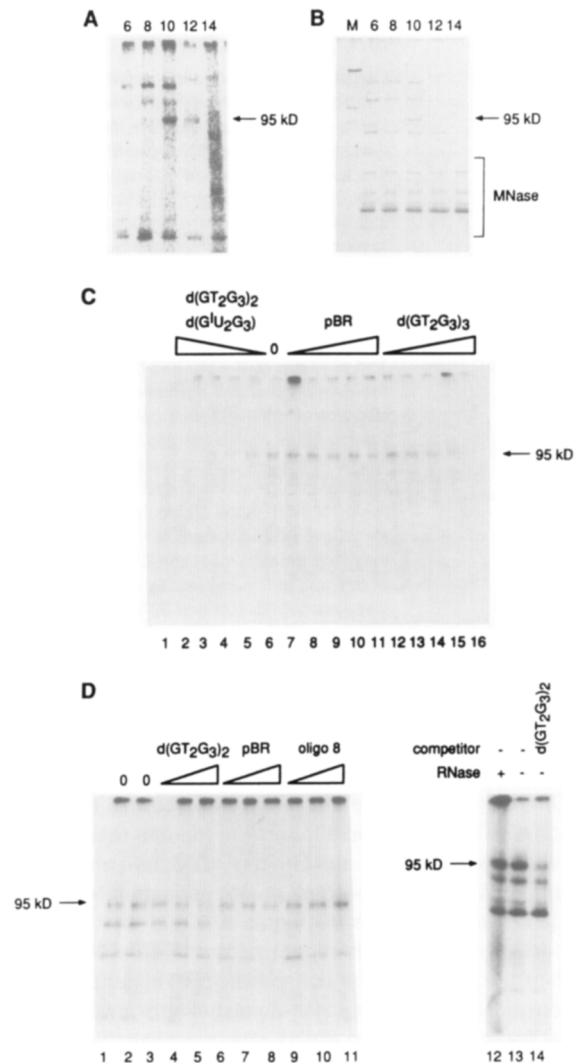 A
6 8 10 12 14
95 kD
B
M 6 8 10 12 14
95 kD
MNase
C
d(GT2G3)2
d(GIU2G3)
0
pBR
d(GT2G3)3
95 kD
1 2 3 4 5 6 7 8 9 10 11 12 13 14 15 16
D
0 0 d(GT2G3)2 pBR oligo 8
95 kD
1 2 3 4 5 6 7 8 9 10 11
competitor - - d(GT2G3)2
RNase + - -
95 kD
12 13 14